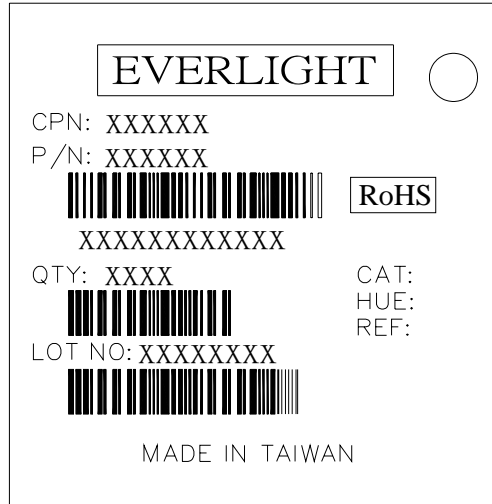 EVERLIGHT
CPN: XXXXXX
P/N: XXXXXX
RoHS
XXXXXXXXXXXX
QTY: XXXX
CAT:
HUE:
REF:
LOT NO: XXXXXXXX
MADE IN TAIWAN